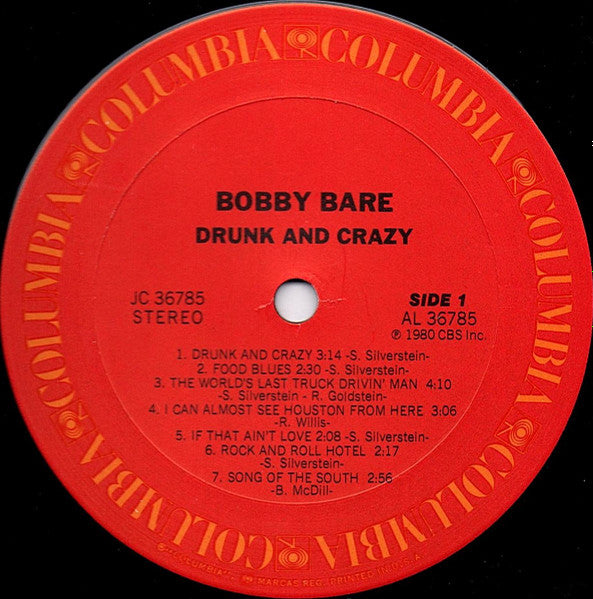 COLUMBIA COLUMBIA COLUMBIA COLUMBIA COLUMBIA COLUMBIA
BOBBY BARE
DRUNK AND CRAZY
JC 36785
STEREO
SIDE 1
AL 36785
℗ 1980 CBS Inc.
1. DRUNK AND CRAZY 3:14 -S. Silverstein-
2. FOOD BLUES 2:30 -S. Silverstein-
3. THE WORLD'S LAST TRUCK DRIVIN' MAN 4:10
-S. Silverstein - R. Goldstein-
4. I CAN ALMOST SEE HOUSTON FROM HERE 3:06
-R. Willis-
5. IF THAT AIN'T LOVE 2:08 -S. Silverstein-
6. ROCK AND ROLL HOTEL 2:17
-S. Silverstein-
7. SONG OF THE SOUTH 2:56
-B. McDill-
MARCAS REG. PRINTED IN U.S.A.